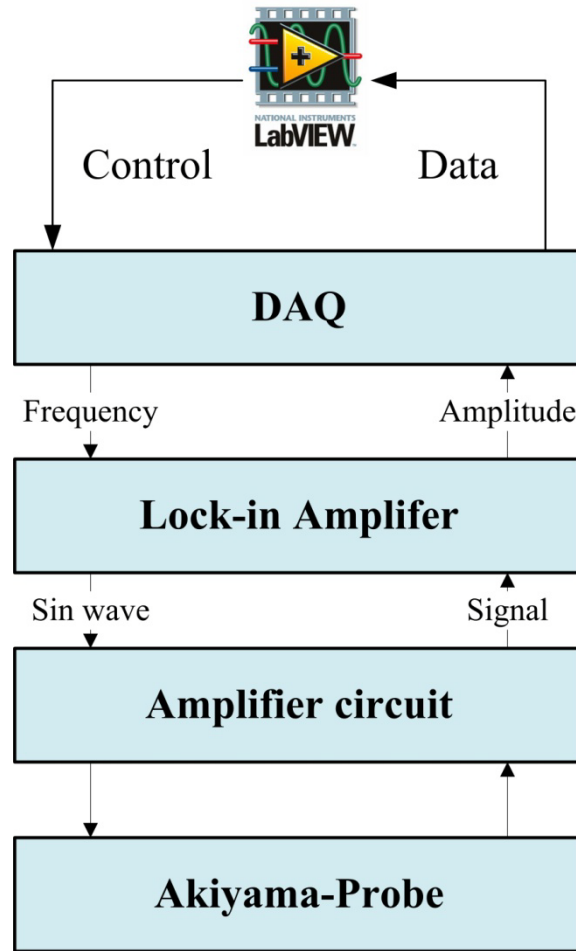 NATIONAL INSTRUMENTS
LabVIEW
Control
Data
DAQ
Frequency
Amplitude
Lock-in Amplifer
Sin wave
Signal
Amplifier circuit
Akiyama-Probe